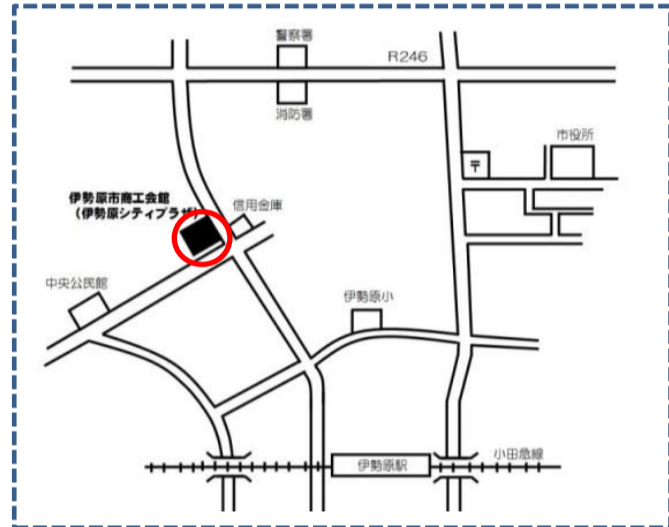 警察署
R246
消防署
市役所
〒
伊勢原市商工会館
（伊勢原シティプラザ）
信用金庫
中央公民館
伊勢原小
小田急線
伊勢原駅